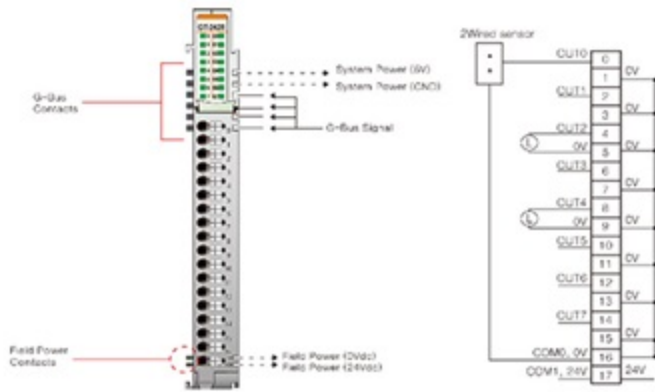 System Power (5V)
System Power (GND)
G-Bus
Contacts
G-Bus Signal
Field Power
Contacts
Field Power (0Vdc)
Field Power (24Vdc)
2Wired sensor
OUT0
0
0V
1
OUT1
2
0V
3
OUT2
4
0V
5
0V
OUT3
6
0V
7
OUT4
8
0V
9
0V
OUT5
10
0V
11
OUT6
12
0V
13
OUT7
14
0V
15
COM0, 0V
16
COM1, 24V
17
24V
L
L